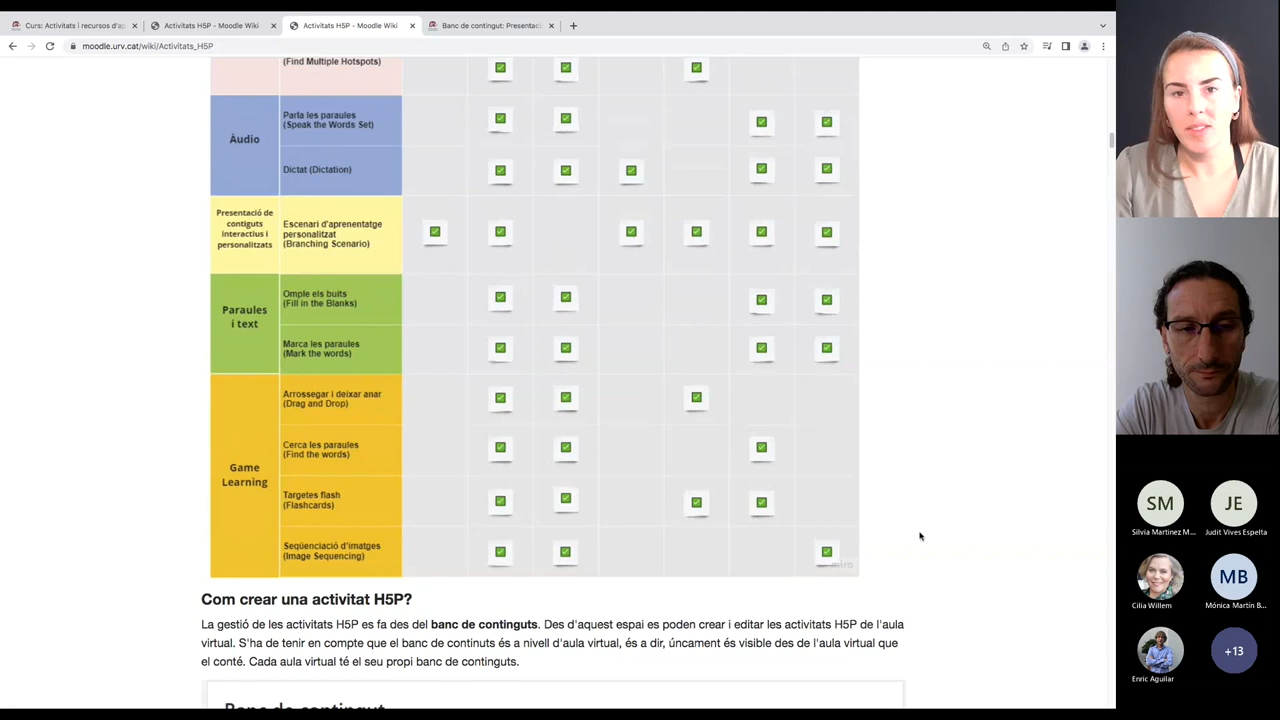 Curs: Activitats i recursos d'ap
Activitats H5P - Moodle Wiki
Activitats H5P - Moodle Wiki
Banc de contingut: Presentaci
moodle.urv.cat/wiki/Activitats_H5P
(Find Multiple Hotspots)
Àudio
Parla les paraules
(Speak the Words Set)
Dictat (Dictation)
Presentació de
contiguts
interactius i
personalitzats
Escenari d'aprenentatge
personalitzat
(Branching Scenario)
Paraules
i text
Omple els buits
(Fill in the Blanks)
Marca les paraules
(Mark the words)
Game
Learning
Arrossegar i deixar anar
(Drag and Drop)
Cerca les paraules
(Find the words)
Targetes flash
(Flashcards)
Seqüenciació d'imatges
(Image Sequencing)
miro
Com crear una activitat H5P?
La gestió de les activitats H5P es fa des del banc de continguts. Des d'aquest espai es poden crear i editar les activitats H5P de l'aula
virtual. S'ha de tenir en compte que el banc de continuts és a nivell d'aula virtual, és a dir, úncament és visible des de l'aula virtual que
el conté. Cada aula virtual té el seu propi banc de continguts.
Banc de contingut
SM
Silvia Martinez M...
JE
Judit Vives Espelta
Cilia Willem
MB
Mónica Martín B...
Enric Aguilar
+13